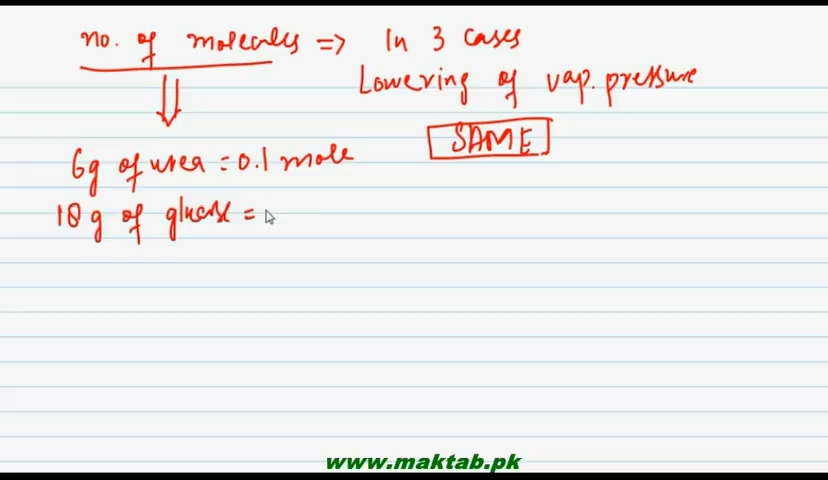 no. of molecules => In 3 cases
Lowering of vap. pressure
SAME
6g of urea = 0.1 mole
18 g of glucose =
www.maktab.pk